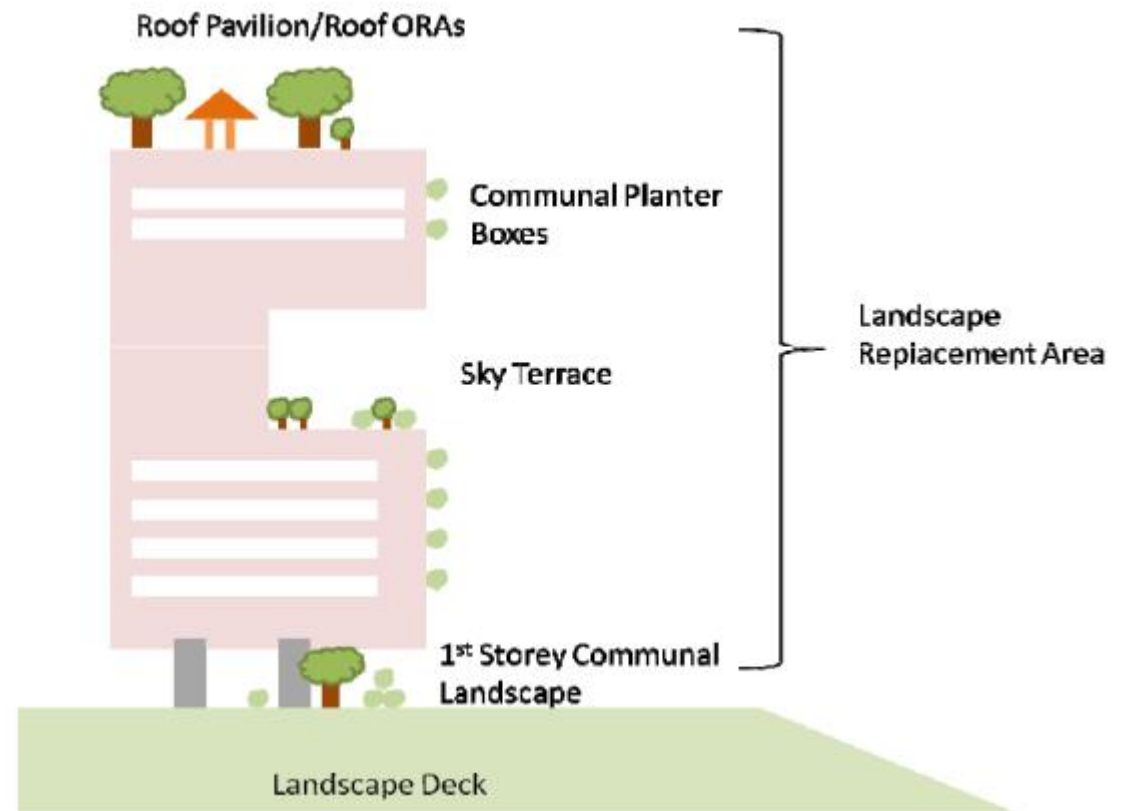 Roof Pavilion/Roof ORAs
Communal Planter
Boxes
Landscape
Replacement Area
Sky Terrace
1st Storey Communal
Landscape
Landscape Deck